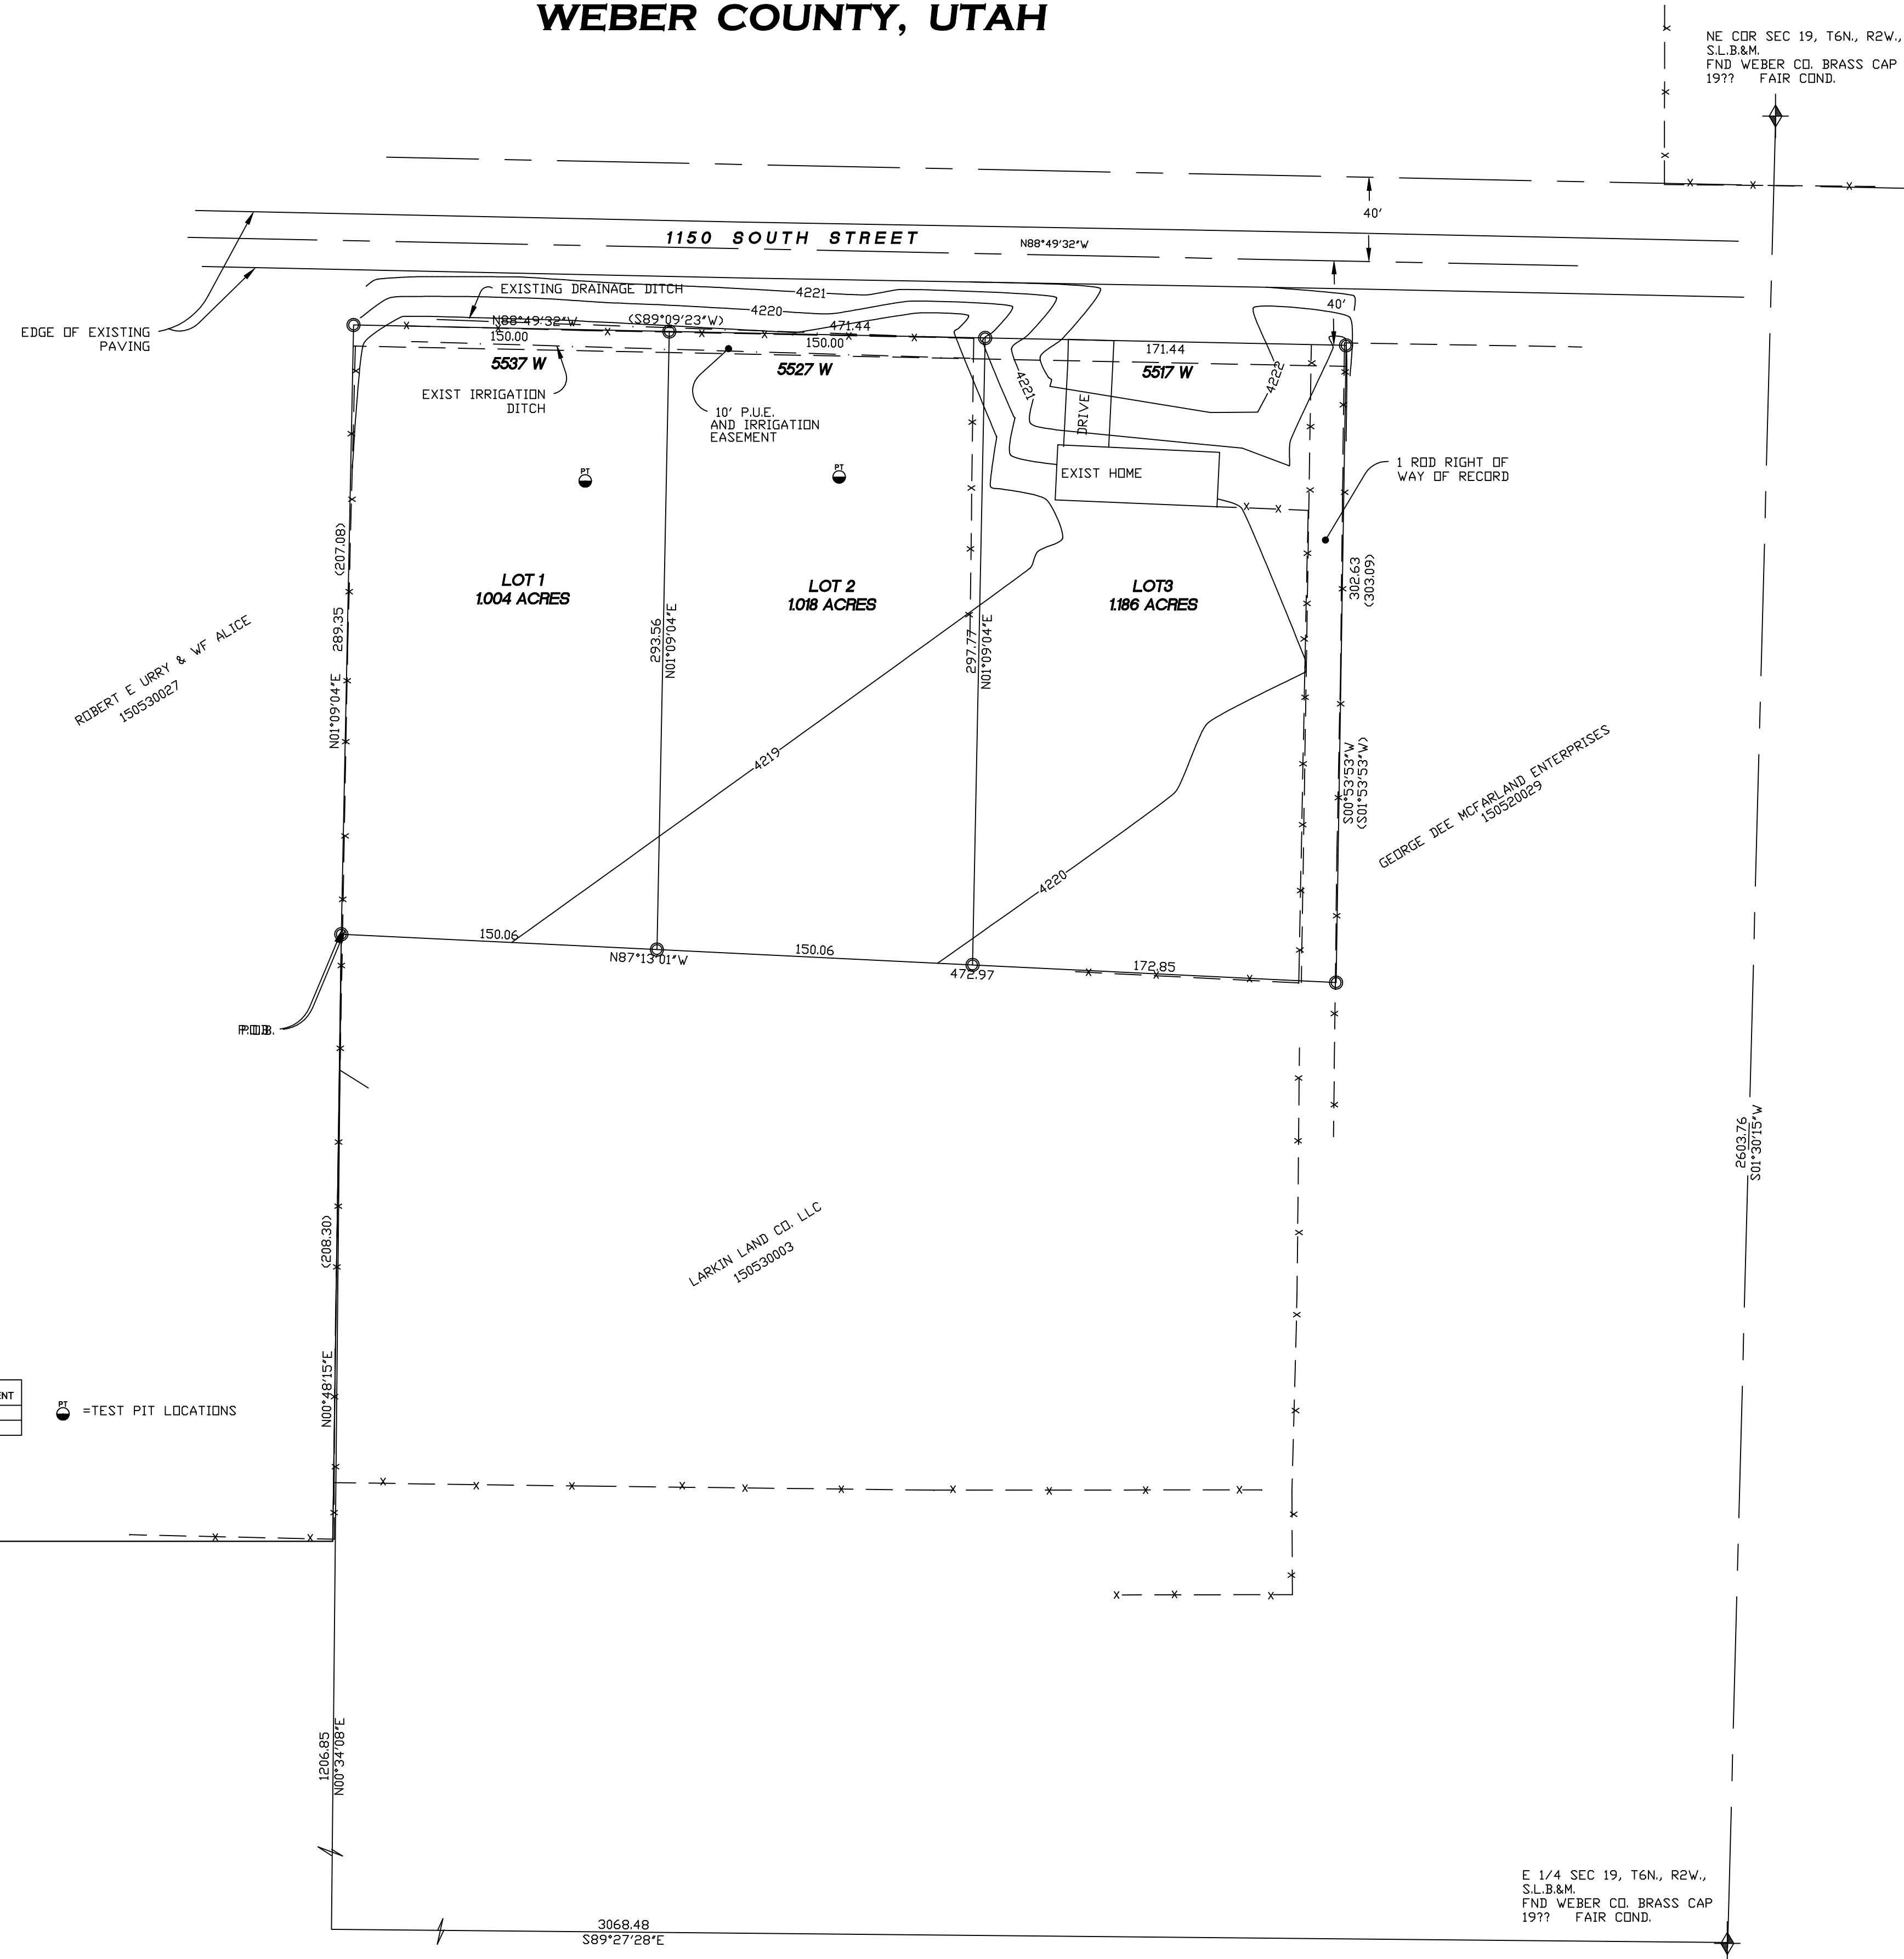 WEBER COUNTY, UTAH
NE COR SEC 19, T6N., R2W.,
S.L.B.&M.
FND WEBER CO. BRASS CAP
19?? FAIR COND.
40'
1150 SOUTH STREET
N88°49'32"W
40'
EXISTING DRAINAGE DITCH
4221
4220
EDGE OF EXISTING
PAVING
N88°49'32"W
(S89°09'23"W)
471.44
150.00
150.00
171.44
5537 W
5527 W
5517 W
4221
4222
EXIST IRRIGATION
DITCH
10' P.U.E.
AND IRRIGATION
EASEMENT
DRIVE
PT
PT
EXIST HOME
1 ROD RIGHT OF
WAY OF RECORD
(207.08)
289.35
N01°09'04"E
LOT 1
1.004 ACRES
LOT 2
1.018 ACRES
LOT3
1.186 ACRES
293.56
N01°09'04"E
297.77
N01°09'04"E
302.63
(303.09)
S00°53'53"W
(S01°53'53"W)
ROBERT E URRY & WF ALICE
150530027
GEORGE DEE MCFARLAND ENTERPRISES
150520029
4219
4220
150.06
N87°13'01"W
150.06
472.97
172.85
P.O.B.
2603.76
S01°30'15"W
LARKIN LAND CO. LLC
150530003
(208.30)
N00°48'15"E
ENT
PT
=TEST PIT LOCATIONS
1206.85
N00°34'08"E
E 1/4 SEC 19, T6N., R2W.,
S.L.B.&M.
FND WEBER CO. BRASS CAP
19?? FAIR COND.
3068.48
S89°27'28"E